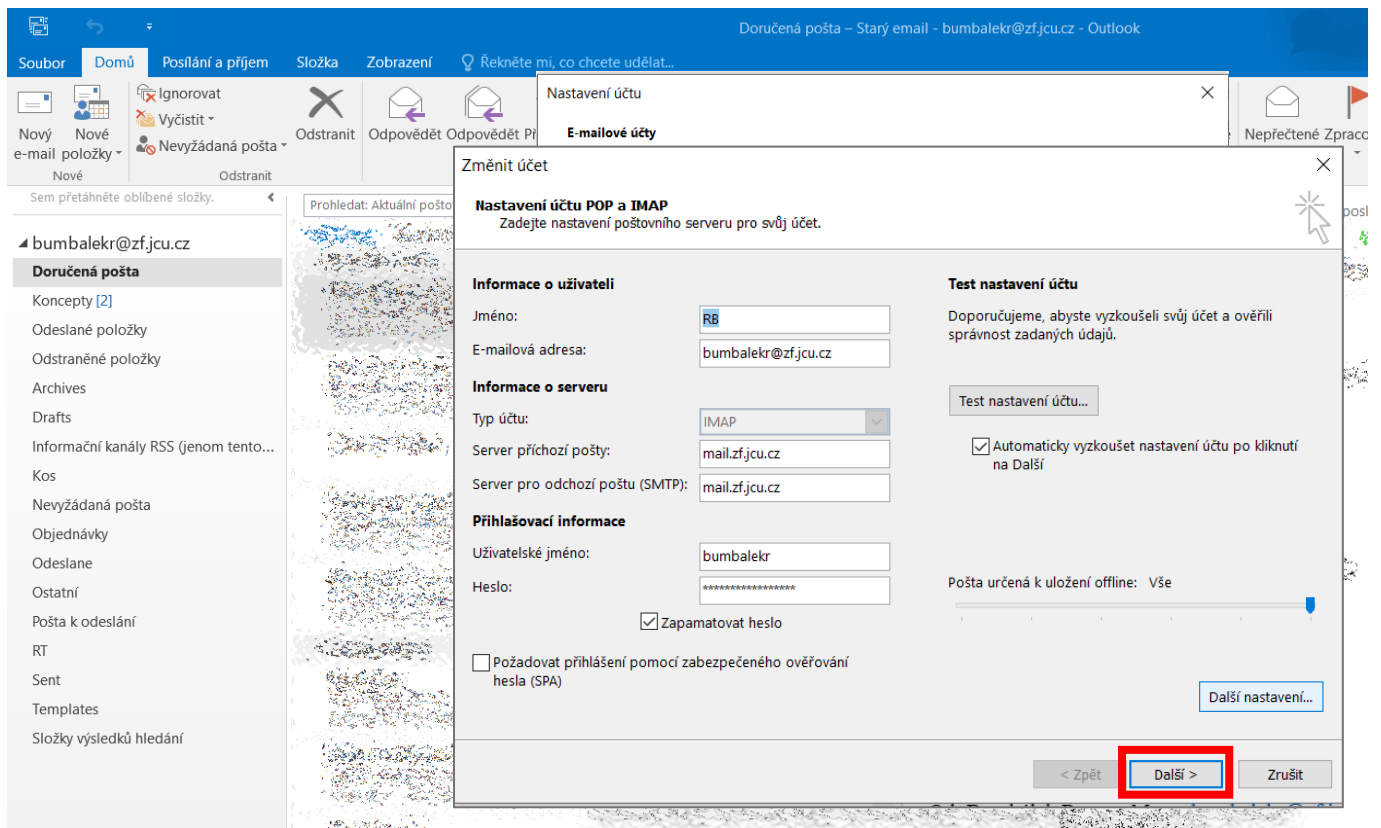 Doručená pošta – Starý email - bumbalekr@zf.jcu.cz - Outlook
Soubor Domů Posílání a příjem Složka Zobrazení Řekněte mi, co chcete udělat...
Nový e-mail
Nové položky
Nové
Ignorovat
Vyčistit
Nevyžádaná pošta
Odstranit
Odstranit
Odpovědět
Odpovědět
Nepřečtené
Sem přetáhněte oblíbené složky.
bumbalekr@zf.jcu.cz
Doručená pošta
Koncepty [2]
Odeslané položky
Odstraněné položky
Archives
Drafts
Informační kanály RSS (jenom tento...
Kos
Nevyžádaná pošta
Objednávky
Odeslane
Ostatní
Pošta k odeslání
RT
Sent
Templates
Složky výsledků hledání
Prohledat: Aktuální pošto
Nastavení účtu
E-mailové účty
Změnit účet
Nastavení účtu POP a IMAP
Zadejte nastavení poštovního serveru pro svůj účet.
Informace o uživateli
Jméno: RB
E-mailová adresa: bumbalekr@zf.jcu.cz
Informace o serveru
Typ účtu: IMAP
Server příchozí pošty: mail.zf.jcu.cz
Server pro odchozí poštu (SMTP): mail.zf.jcu.cz
Přihlašovací informace
Uživatelské jméno: bumbalekr
Heslo: *****************
Zapamatovat heslo
Požadovat přihlášení pomocí zabezpečeného ověřování
hesla (SPA)
Test nastavení účtu
Doporučujeme, abyste vyzkoušeli svůj účet a ověřili
správnost zadaných údajů.
Test nastavení účtu...
Automaticky vyzkoušet nastavení účtu po kliknutí
na Další
Pošta určená k uložení offline: Vše
Další nastavení...
< Zpět Další > Zrušit